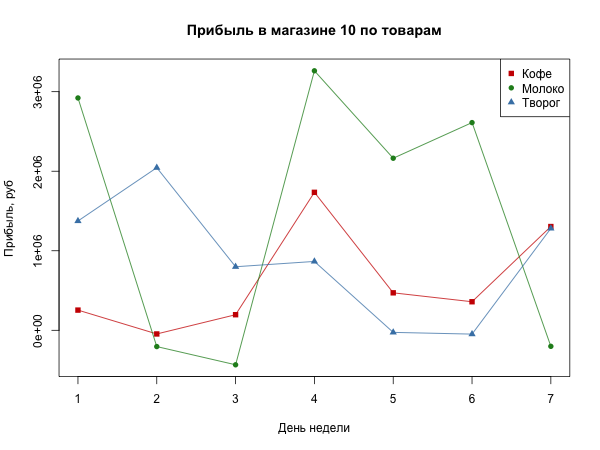 Прибыль в магазине 10 по товарам
Кофе
Молоко
Творог
Прибыль, руб
3e+06
2e+06
1e+06
0e+00
1 2 3 4 5 6 7
День недели